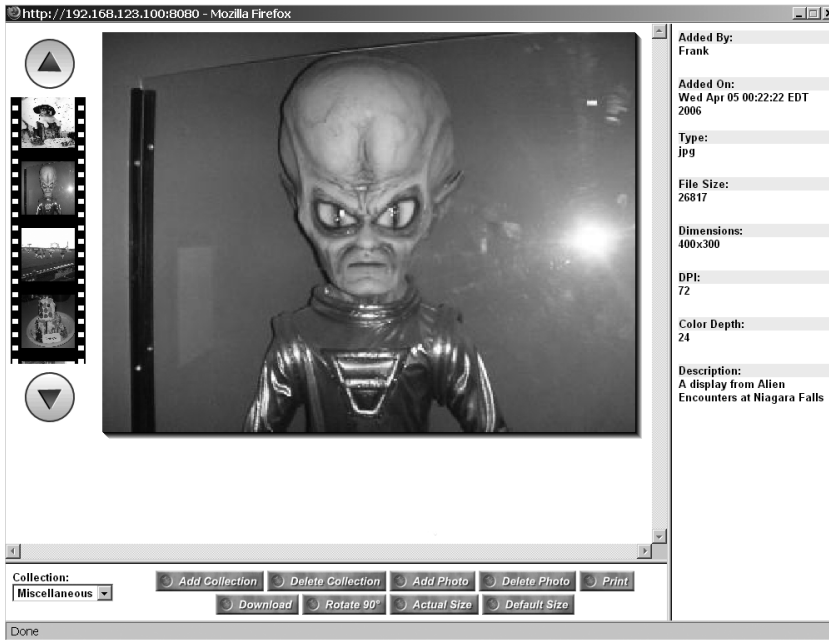 http://192.168.123.100:8080 - Mozilla Firefox
Added By:
Frank
Added On:
Wed Apr 05 00:22:22 EDT
2006
Type:
jpg
File Size:
26817
Dimensions:
400x300
DPI:
72
Color Depth:
24
Description:
A display from Alien
Encounters at Niagara Falls
Collection:
Miscellaneous
Add Collection
Delete Collection
Add Photo
Delete Photo
Print
Download
Rotate 90°
Actual Size
Default Size
Done